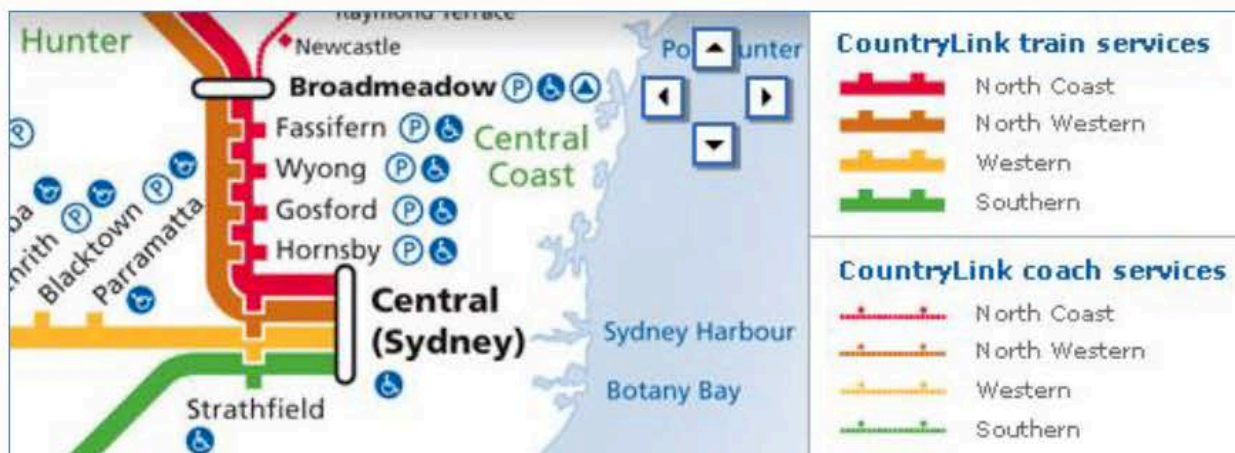 Hunter
Newcastle
Broadmeadow P
Fassifern P
Wyong P
Gosford P
Hornsby P
Central
Coast
P
P
Blacktown P
Parramatta
Central
(Sydney)
Strathfield
Sydney Harbour
Botany Bay
CountryLink train services
North Coast
North Western
Western
Southern
CountryLink coach services
North Coast
North Western
Western
Southern